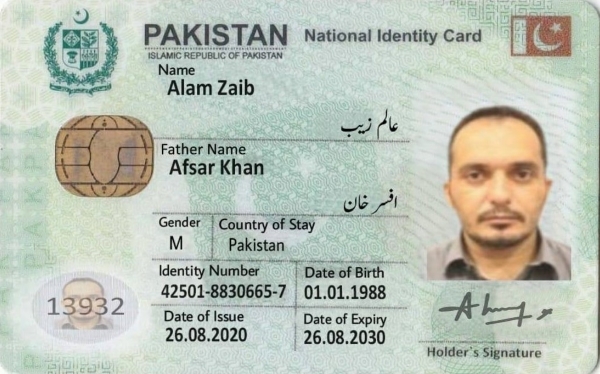 PAKISTAN National Identity Card
ISLAMIC REPUBLIC OF PAKISTAN
Name
Alam Zaib
عالم زیب
Father Name
Afsar Khan
افسر خان
Gender Country of Stay
M Pakistan
Identity Number Date of Birth
42501-8830665-7 01.01.1988
13932
Date of Issue Date of Expiry
26.08.2020 26.08.2030
Holder`s Signature